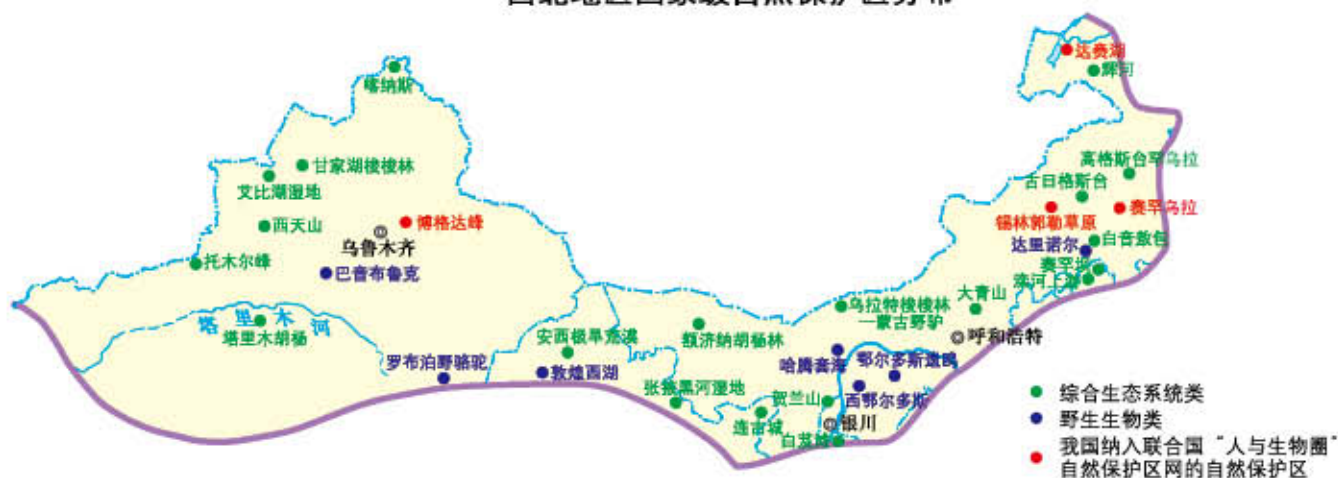 达赉湖
辉河
喀纳斯
甘家湖梭梭林
艾比湖湿地
西天山
博格达峰
乌鲁木齐
托木尔峰
巴音布鲁克
塔里木河
塔里木胡杨
罗布泊野骆驼
安西极旱荒漠
敦煌西湖
额济纳胡杨林
张掖黑河湿地
连古城
乌拉特梭梭林
—蒙古野驴
哈腾套海
鄂尔多斯遗鸥
西鄂尔多斯
贺兰山
银川
大青山
呼和浩特
高格斯台罕乌拉
古日格斯台
锡林郭勒草原
赛罕乌拉
白音敖包
达里诺尔
赛罕坝
滦河上游
综合生态系统类
野生生物类
我国纳入联合国“人与生物圈”
自然保护区网的自然保护区